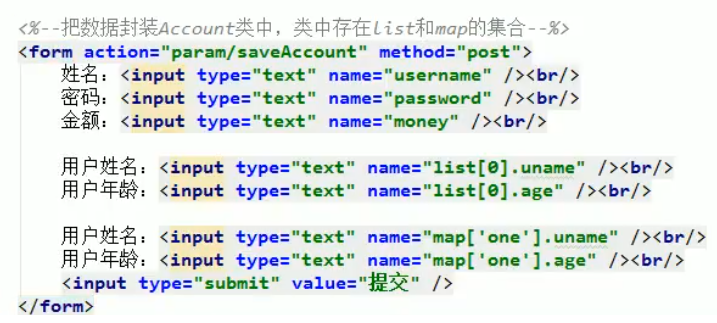 <%--把数据封装Account类中，类中存在list和map的集合--%>
<form action="param/saveAccount" method="post">
姓名：<input type="text" name="username" /><br/>
密码：<input type="text" name="password" /><br/>
金额：<input type="text" name="money" /><br/>
用户姓名：<input type="text" name="list[0].uname" /><br/>
用户年龄：<input type="text" name="list[0].age" /><br/>
用户姓名：<input type="text" name="map['one'].uname" /><br/>
用户年龄：<input type="text" name="map['one'].age" /><br/>
<input type="submit" value="提交" />
</form>